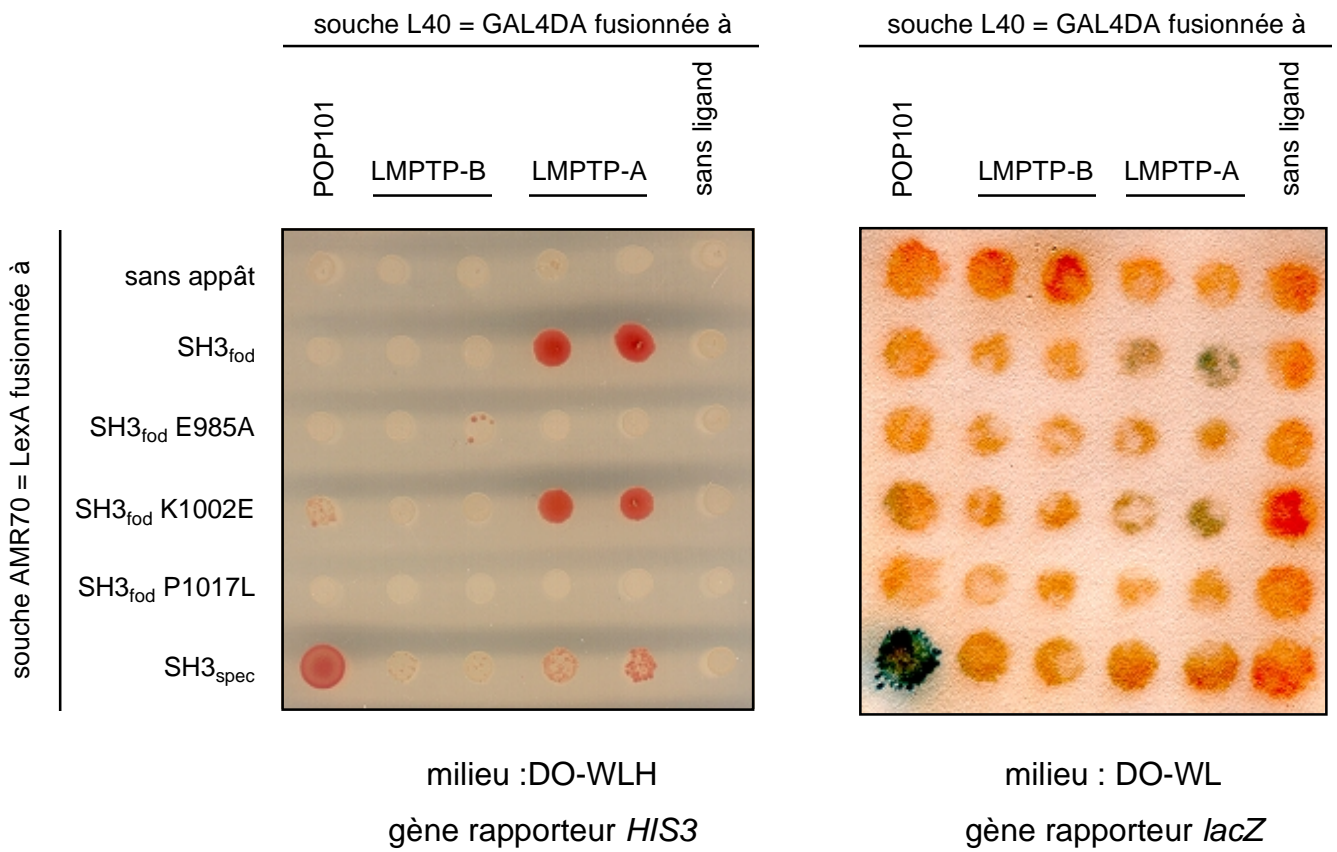 souche L40 = GAL4DA fusionnée à
souche L40 = GAL4DA fusionnée à
POP101
LMPTP-B
LMPTP-A
sans ligand
POP101
LMPTP-B
LMPTP-A
sans ligand
souche AMR70 = LexA fusionnée à
sans appât
SH3fod
SH3fod E985A
SH3fod K1002E
SH3fod P1017L
SH3spec
milieu :DO-WLH
gène rapporteur HIS3
milieu : DO-WL
gène rapporteur lacZ